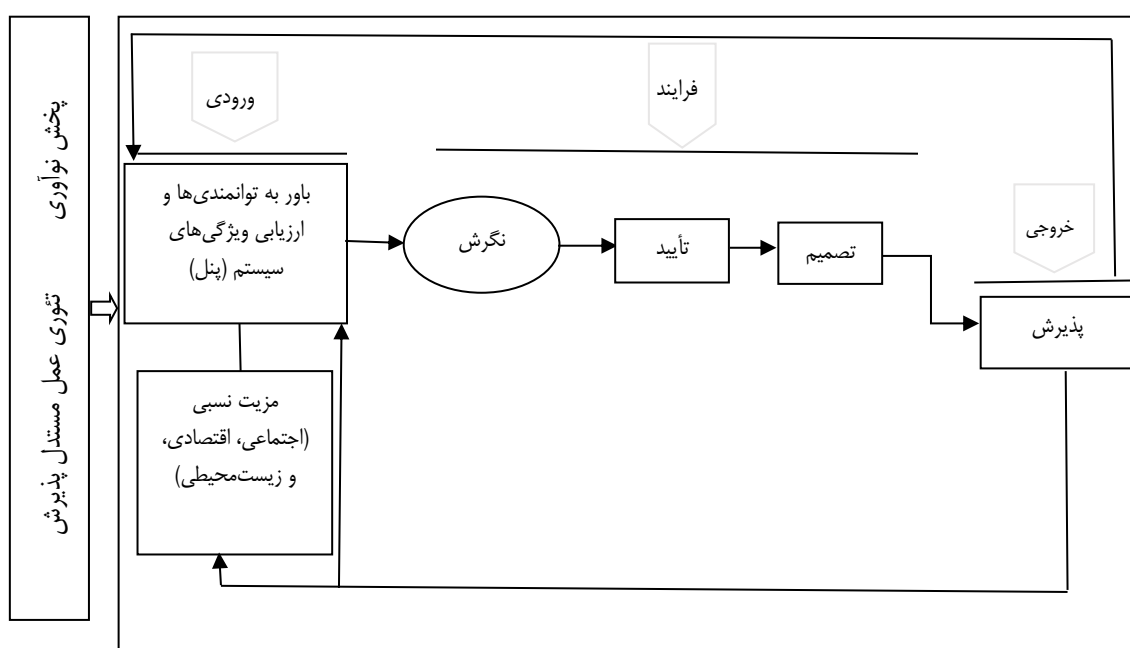 پخش نوآوری
تئوری عمل مستدل پذیرش
ورودی
فرایند
خروجی
باور به توانمندی‌ها و
ارزیابی ویژگی‌های
سیستم (پنل)
نگرش
تأیید
تصمیم
پذیرش
مزیت نسبی
(اجتماعی، اقتصادی،
و زیست‌محیطی)